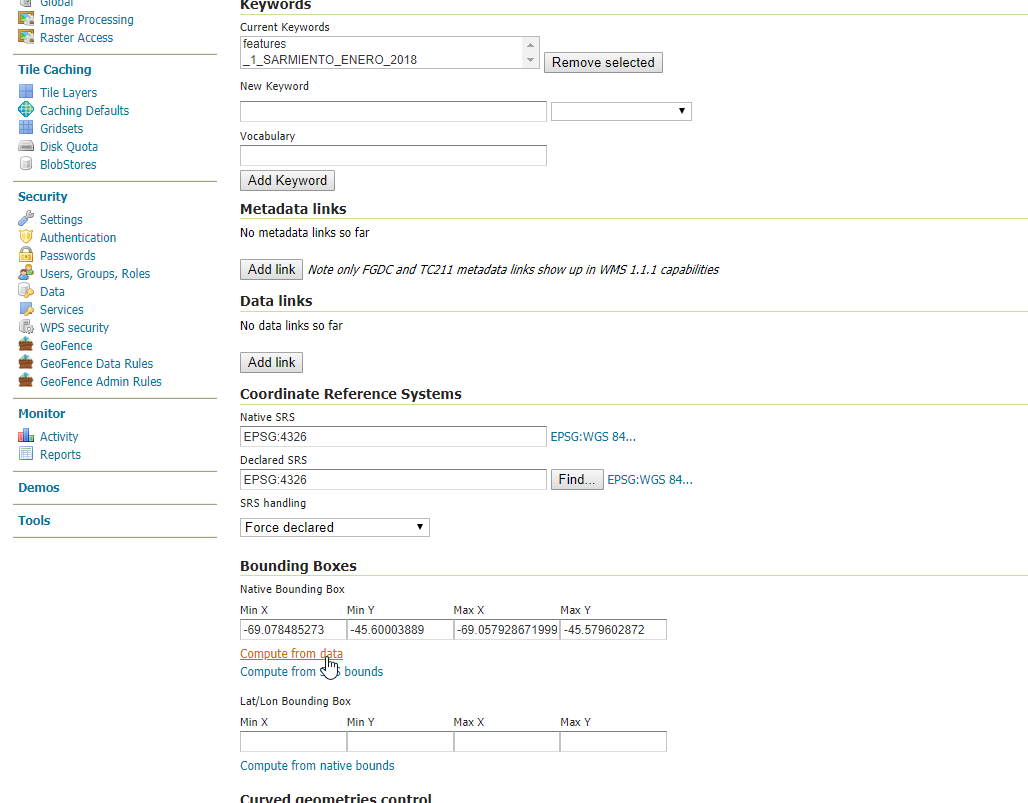 Global
Image Processing
Raster Access
Tile Caching
Tile Layers
Caching Defaults
Gridsets
Disk Quota
BlobStores
Security
Settings
Authentication
Passwords
Users, Groups, Roles
Data
Services
WPS security
GeoFence
GeoFence Data Rules
GeoFence Admin Rules
Monitor
Activity
Reports
Demos
Tools
Keywords
Current Keywords
features
_1_SARMIENTO_ENERO_2018
Remove selected
New Keyword
Vocabulary
Add Keyword
Metadata links
No metadata links so far
Add link Note only FGDC and TC211 metadata links show up in WMS 1.1.1 capabilities
Data links
No data links so far
Add link
Coordinate Reference Systems
Native SRS
EPSG:4326 EPSG:WGS 84...
Declared SRS
EPSG:4326 Find... EPSG:WGS 84...
SRS handling
Force declared
Bounding Boxes
Native Bounding Box
Min X Min Y Max X Max Y
-69.078485273 -45.60003889 -69.057928671999 -45.579602872
Compute from data
Compute from bounds
Lat/Lon Bounding Box
Min X Min Y Max X Max Y
Compute from native bounds
Curved geometries control